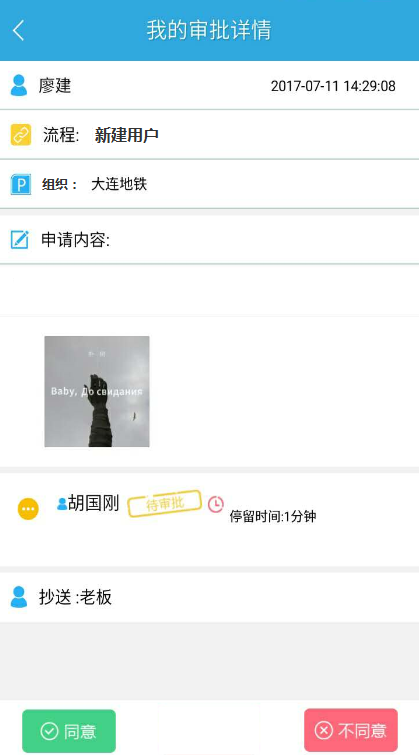 我的审批详情
廖建 2017-07-11 14:29:08
流程: 新建用户
P 组织： 大连地铁
申请内容:
Baby, До свидания
胡国刚 待审批 停留时间:1分钟
抄送 :老板
同意 不同意